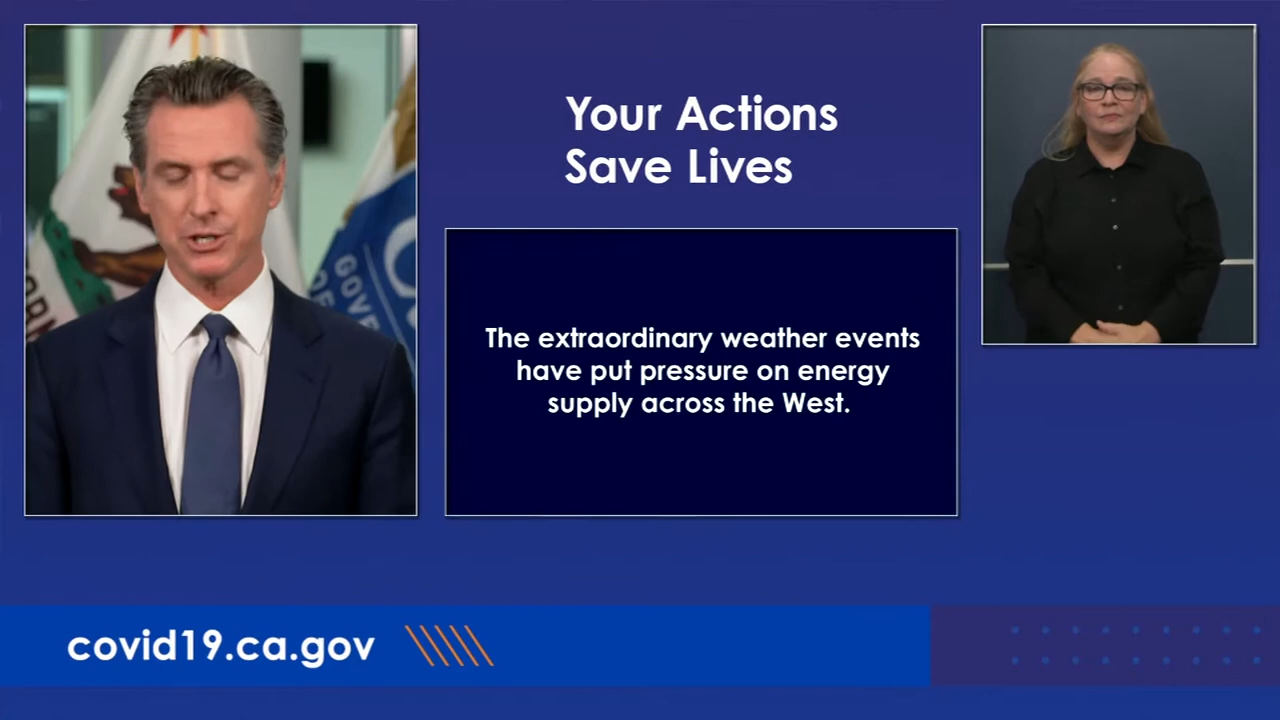 Your Actions
Save Lives
The extraordinary weather events
have put pressure on energy
supply across the West.
GOVE
covid19.ca.gov